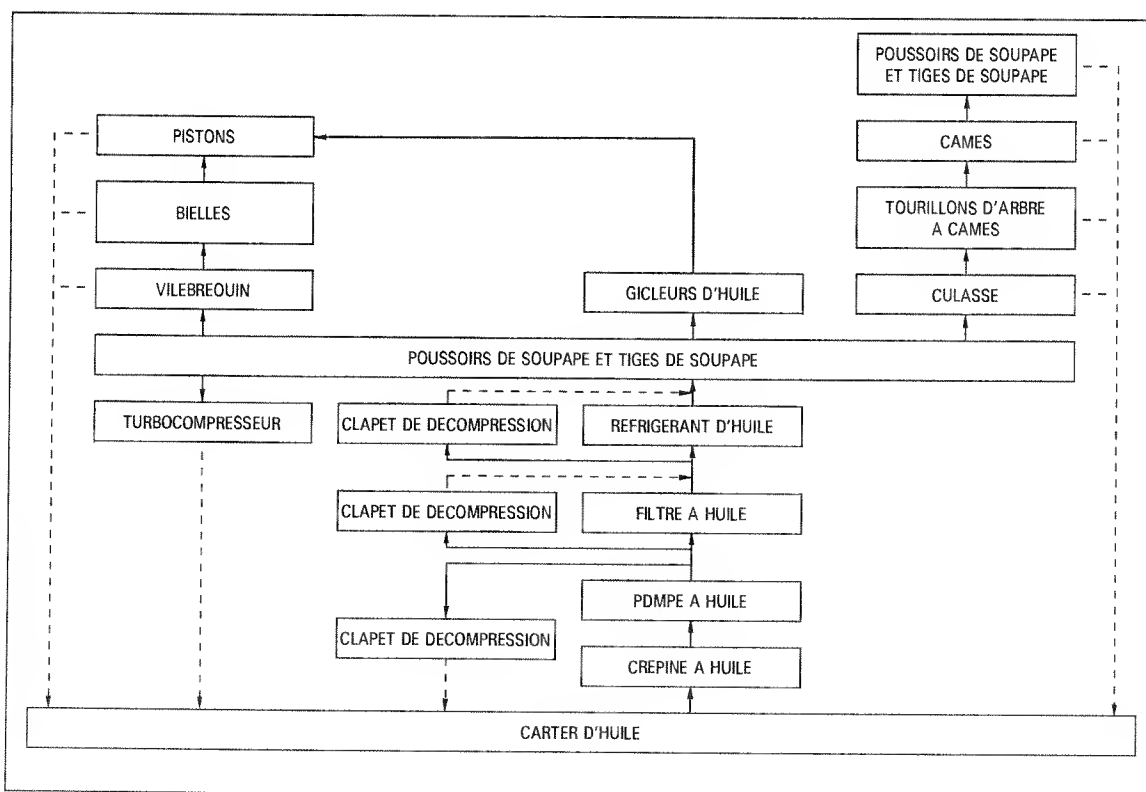 POUSSOIRS DE SOUPAPE
ET TIGES DE SOUPAPE
PISTONS
CAMES
BIELLES
TOURILLONS D'ARBRE
A CAMES
VILEBREOUIN
GICLEURS D'HUILE
CULASSE
POUSSOIRS DE SOUPAPE ET TIGES DE SOUPAPE
TURBOCOMPRESSEUR
CLAPET DE DECOMPRESSION
REFRIGERANT D'HUILE
CLAPET DE DECOMPRESSION
FILTRE A HUILE
PDMPE A HUILE
CLAPET DE DECOMPRESSION
CREPINE A HUILE
CARTER D'HUILE